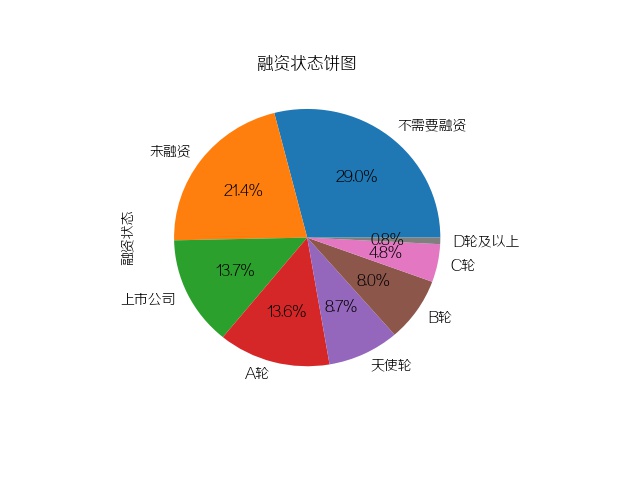 融资状态饼图
不需要融资
未融资
29.0%
21.4%
融资状态
0.8%
D轮及以上
4.8%
C轮
13.7%
8.0%
上市公司
13.6%
8.7%
B轮
天使轮
A轮